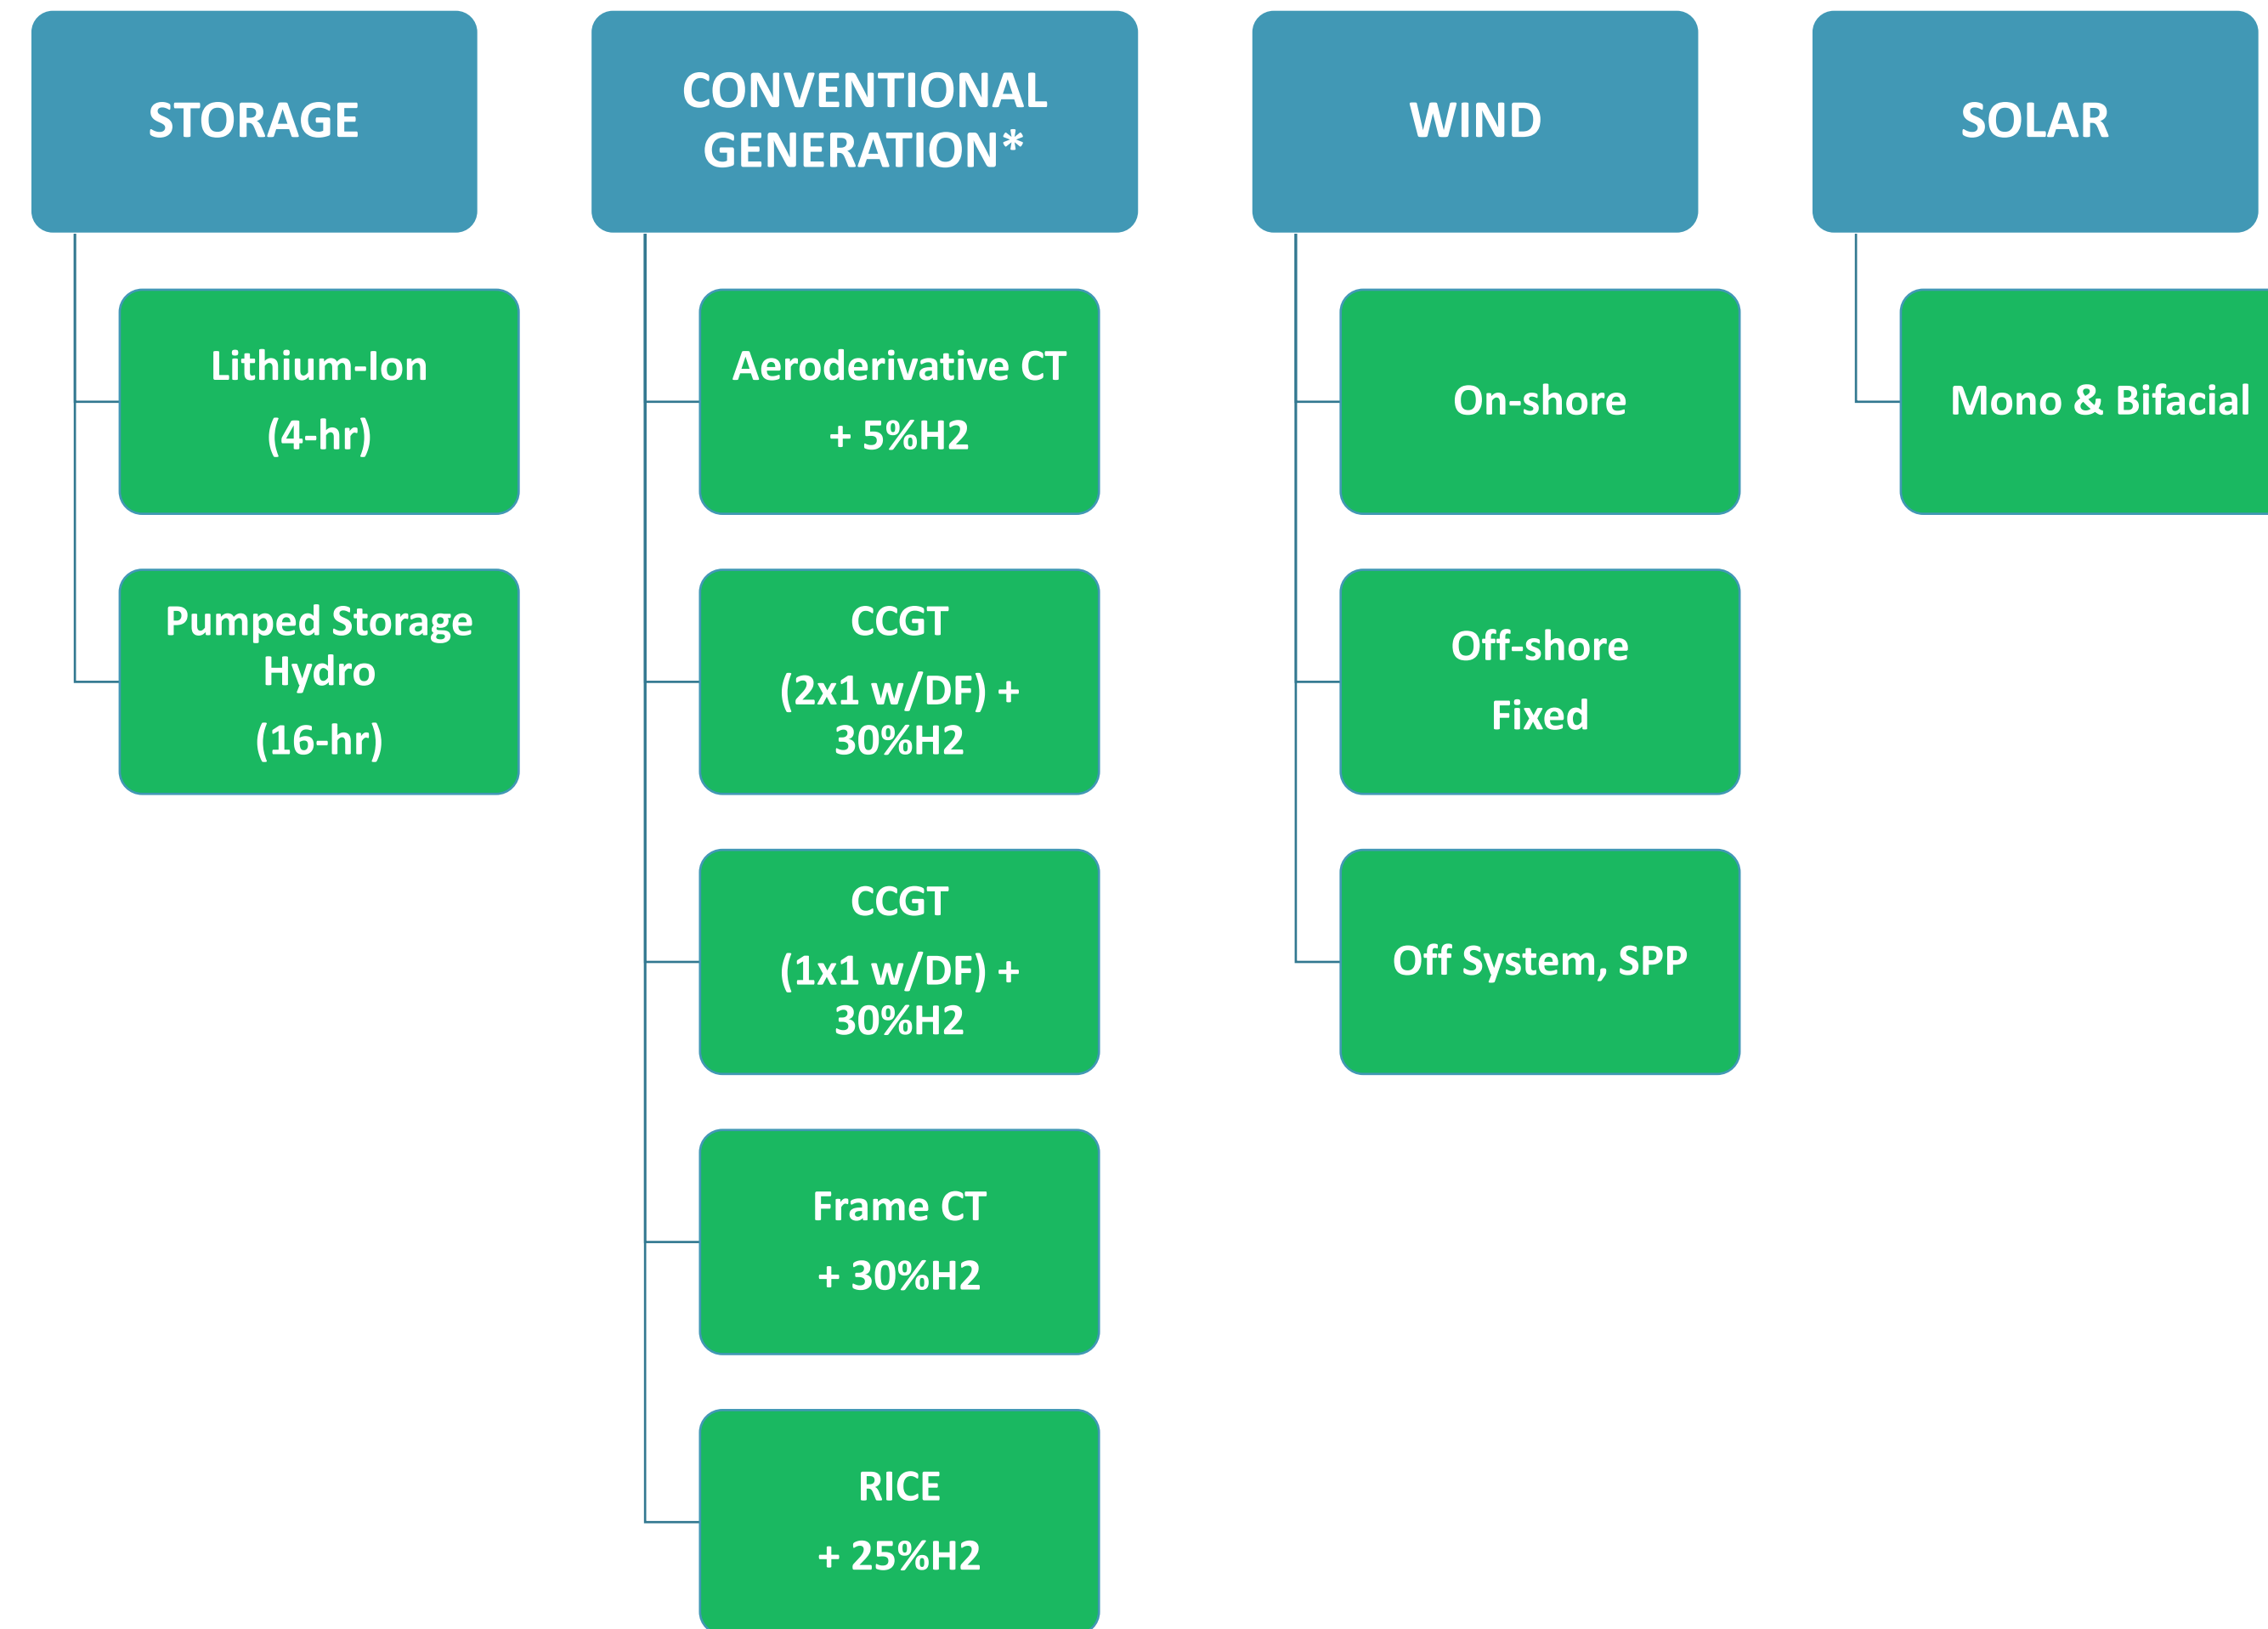 STORAGE
Lithium-Ion
(4-hr)
Pumped Storage
Hydro
(16-hr)
CONVENTIONAL
GENERATION*
Aeroderivative CT
+ 5%H2
CCGT
(2x1 w/DF) +
30%H2
CCGT
(1x1 w/DF) +
30%H2
Frame CT
+ 30%H2
RICE
+ 25%H2
WIND
On-shore
Off-shore
Fixed
Off System, SPP
SOLAR
Mono & Bifacial